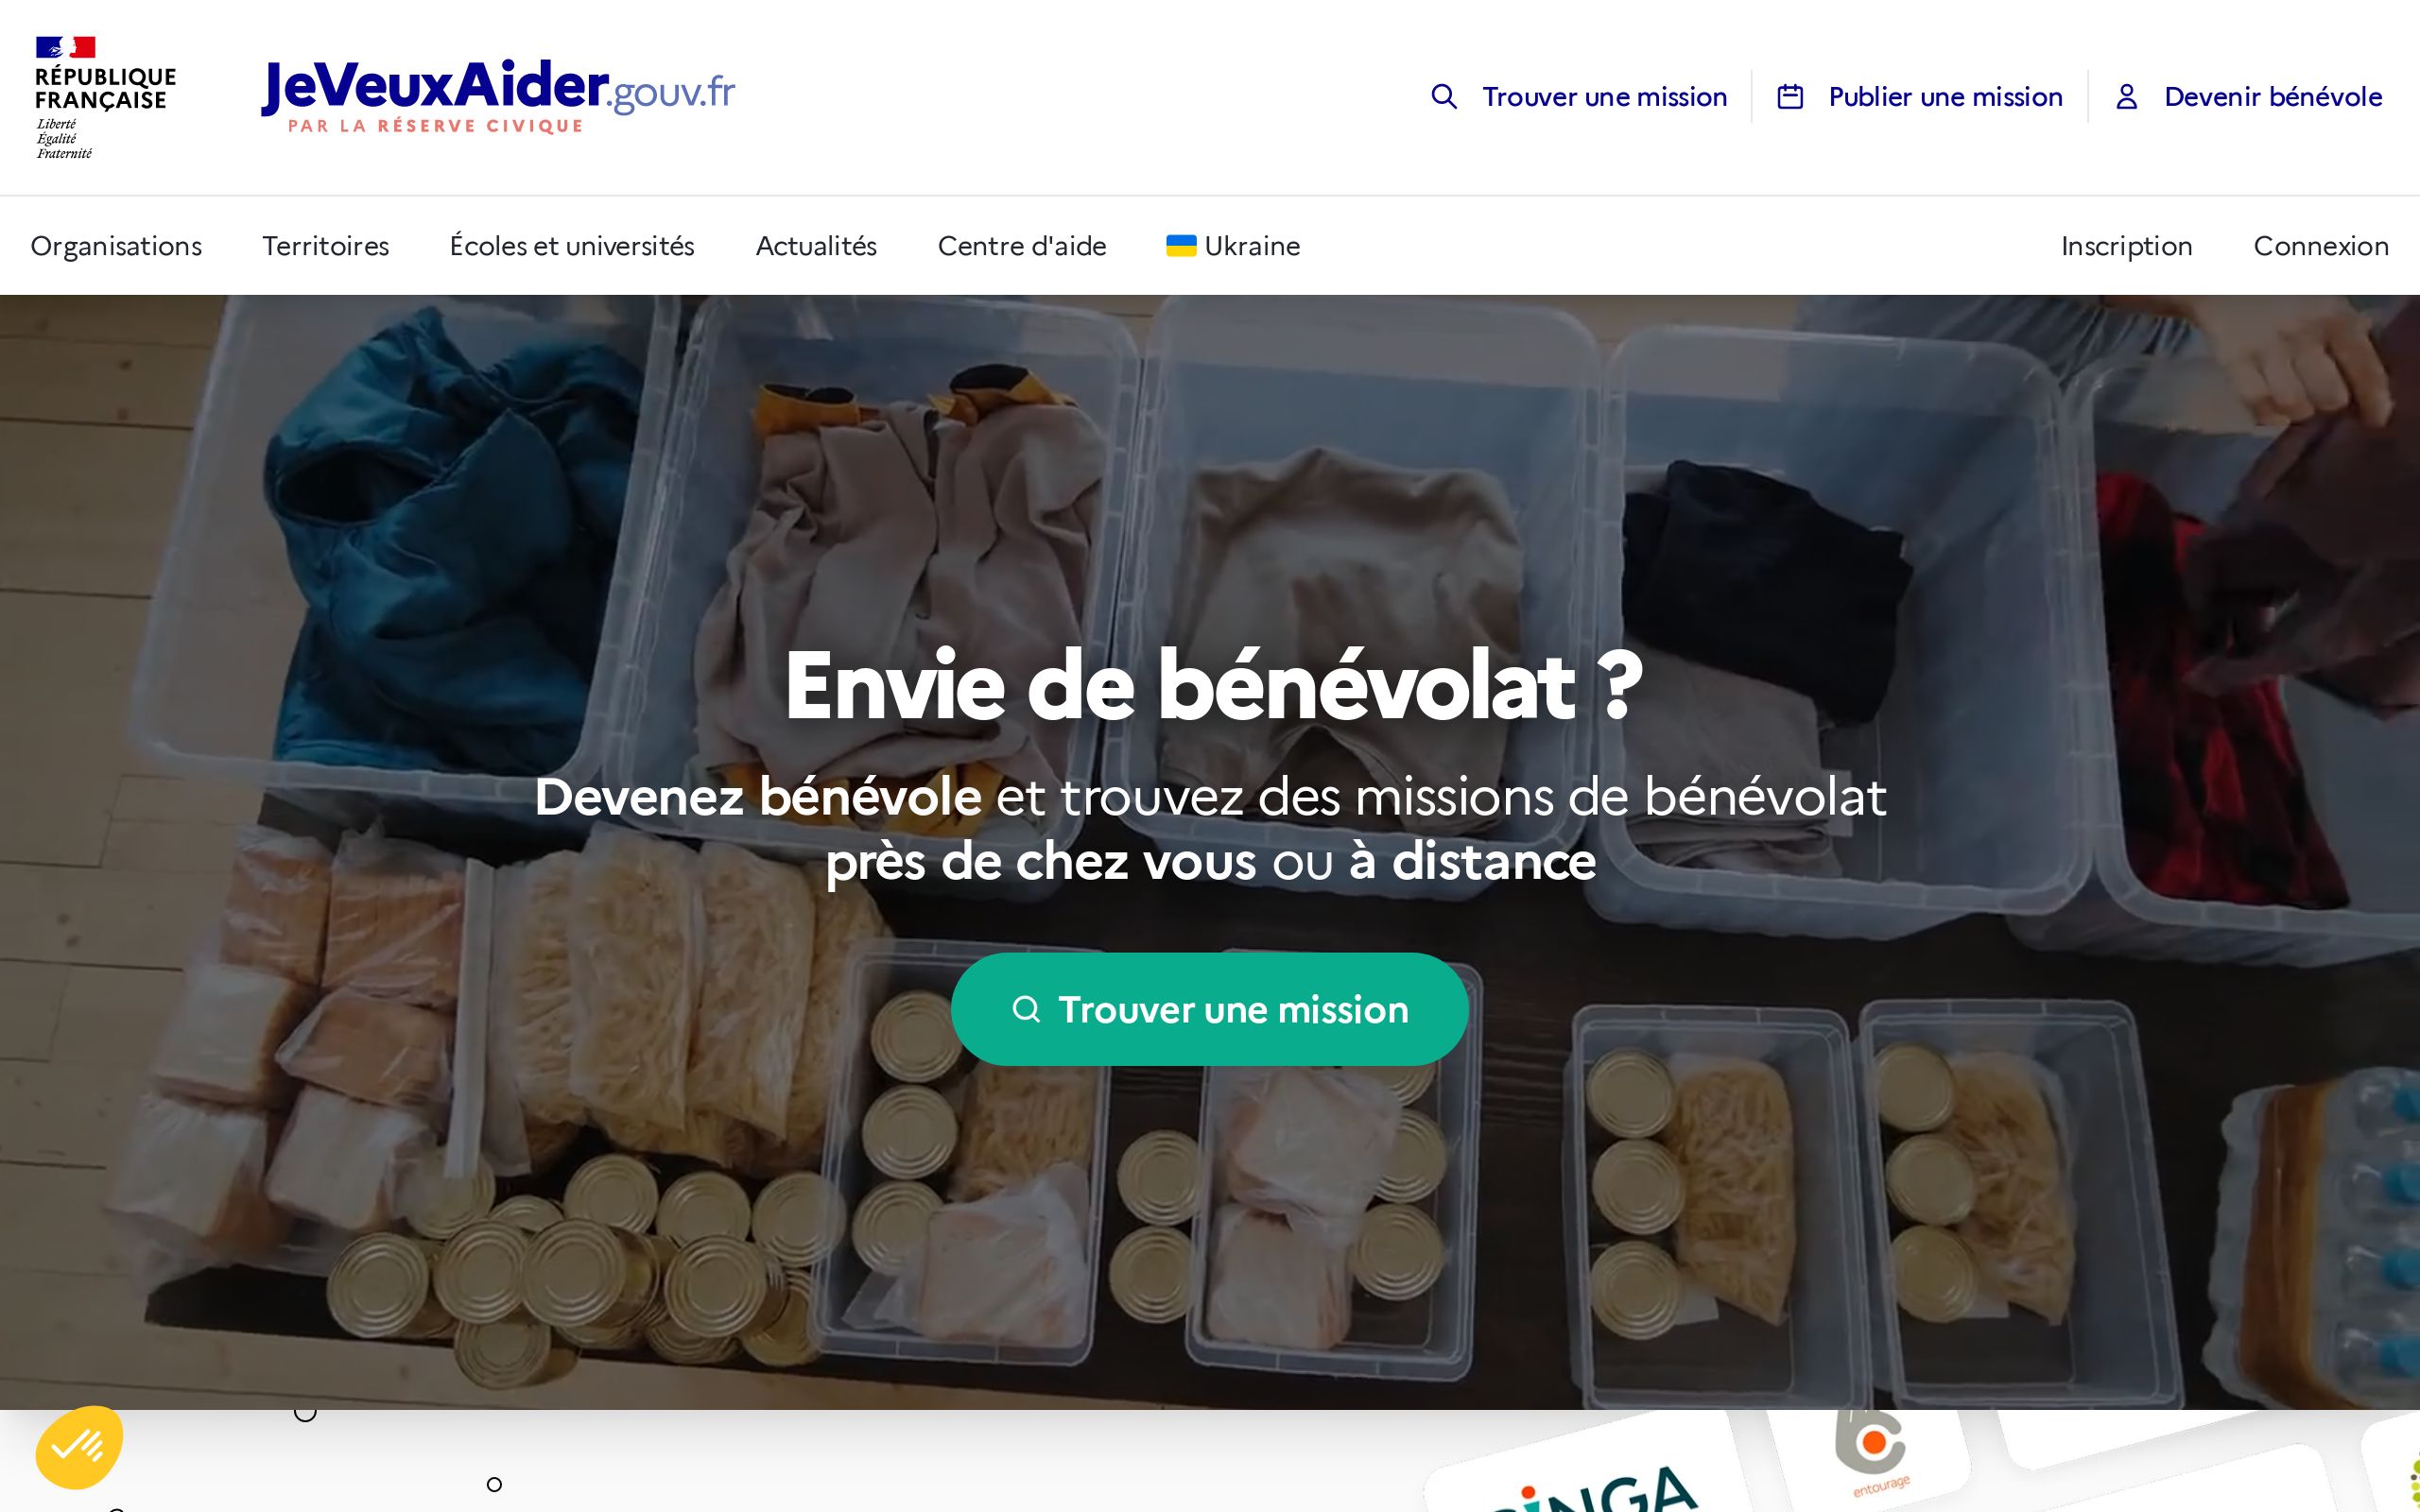 RÉPUBLIQUE
FRANÇAISE
Liberté
Égalité
Fraternité
JeVeuxAider.gouv.fr
PAR LA RÉSERVE CIVIQUE
Trouver une mission
Publier une mission
Devenir bénévole
Organisations
Territoires
Écoles et universités
Actualités
Centre d'aide
Ukraine
Inscription
Connexion
Envie de bénévolat ?
Devenez bénévole et trouvez des missions de bénévolat
près de chez vous ou à distance
Trouver une mission
entourage